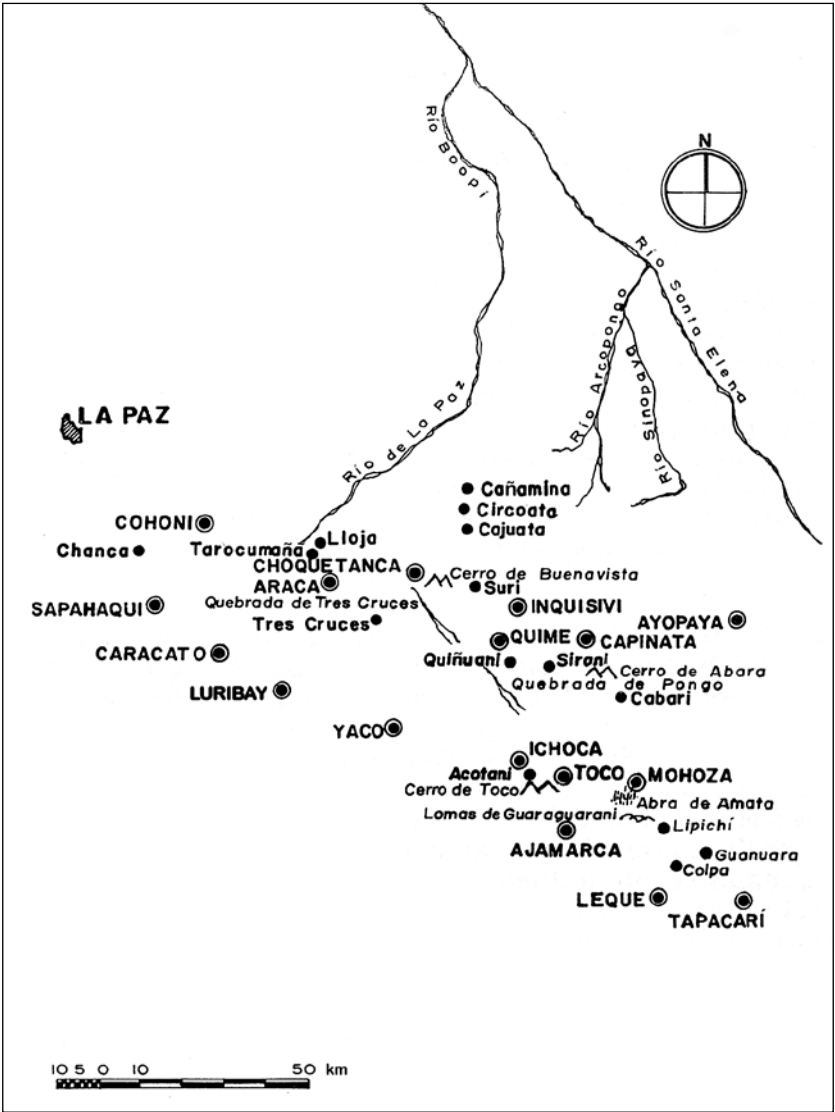 Río Boopi
N
Río Santa Elena
Río Arcopongo
Río Sinapaya
LA PAZ
Río de La Paz
Cañamina
Circoata
Cajuata
COHONI
Lloja
Chanca
Tarocumaña
CHOQUETANCA
Cerro de Buenavista
ARACA
Suri
SAPAHAQUI
Quebrada de Tres Cruces
INQUISIVI
AYOPAYA
Tres Cruces
QUIME
CAPINATA
CARACATO
Quiñuani
Sirani
Cerro de Abara
Quebrada de Pongo
LURIBAY
Cabari
YACO
ICHOCA
Acotani
TOCO
MOHOZA
Cerro de Toco
Abra de Amata
Lomas de Guaraguarani
Lipichí
AJAMARCA
Guanuara
Colpa
LEQUE
TAPACARÍ
10 5 0 10 50 km